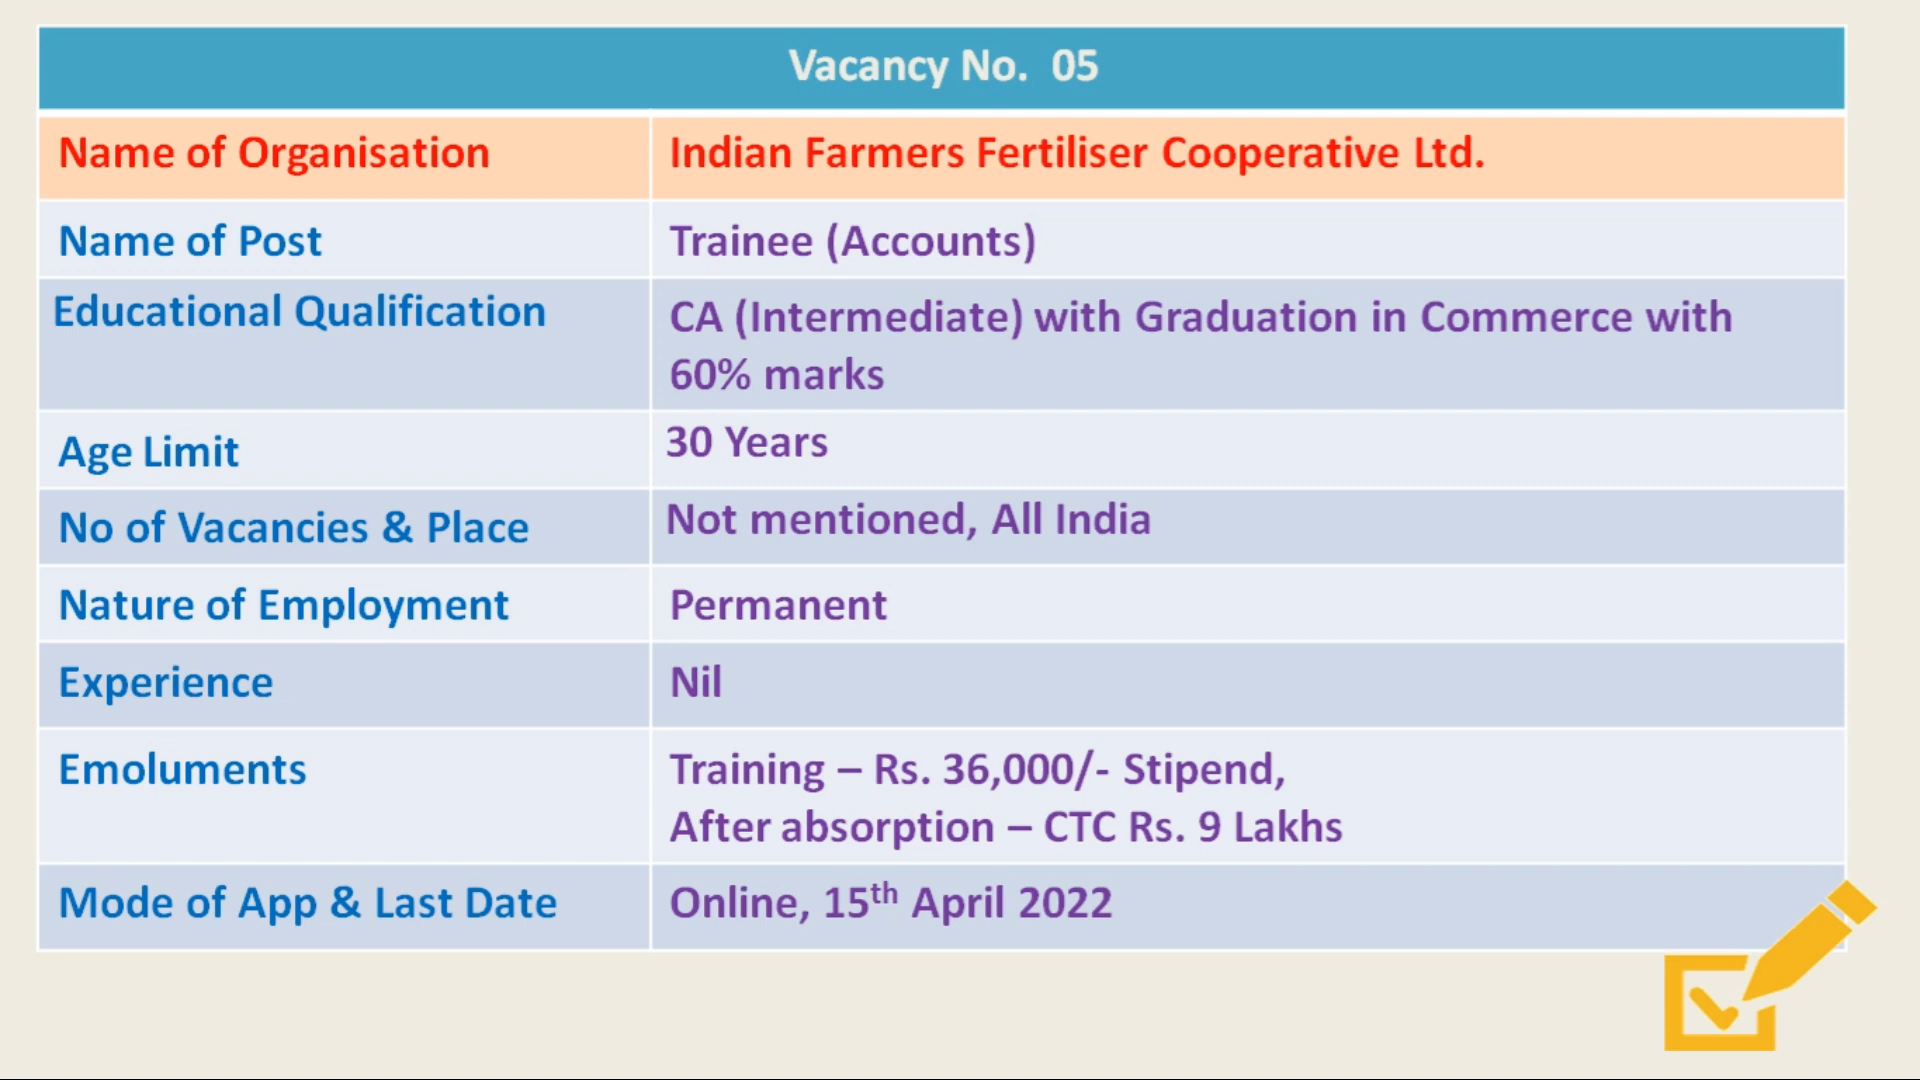 Vacancy No. 05
Name of Organisation
Indian Farmers Fertiliser Cooperative Ltd.
Name of Post
Trainee (Accounts)
Educational Qualification
CA (Intermediate) with Graduation in Commerce with
60% marks
Age Limit
30 Years
No of Vacancies & Place
Not mentioned, All India
Nature of Employment
Permanent
Experience
Nil
Emoluments
Training – Rs. 36,000/- Stipend,
After absorption – CTC Rs. 9 Lakhs
Mode of App & Last Date
Online, 15th April 2022